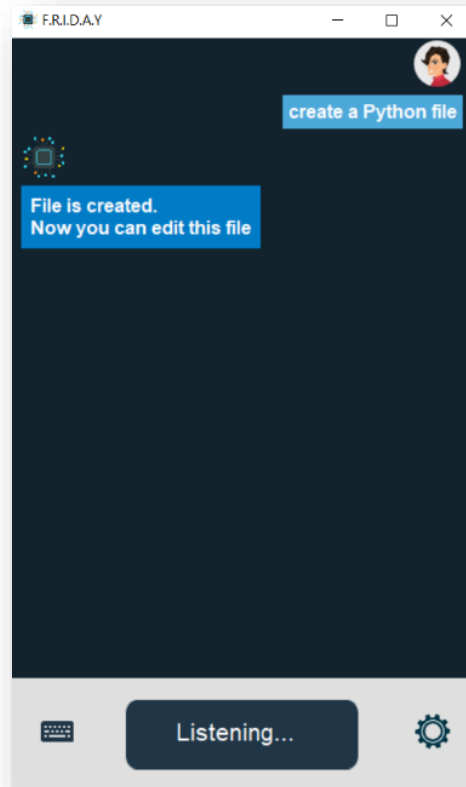 F.R.I.D.A.Y
create a Python file
File is created.
Now you can edit this file
Listening...